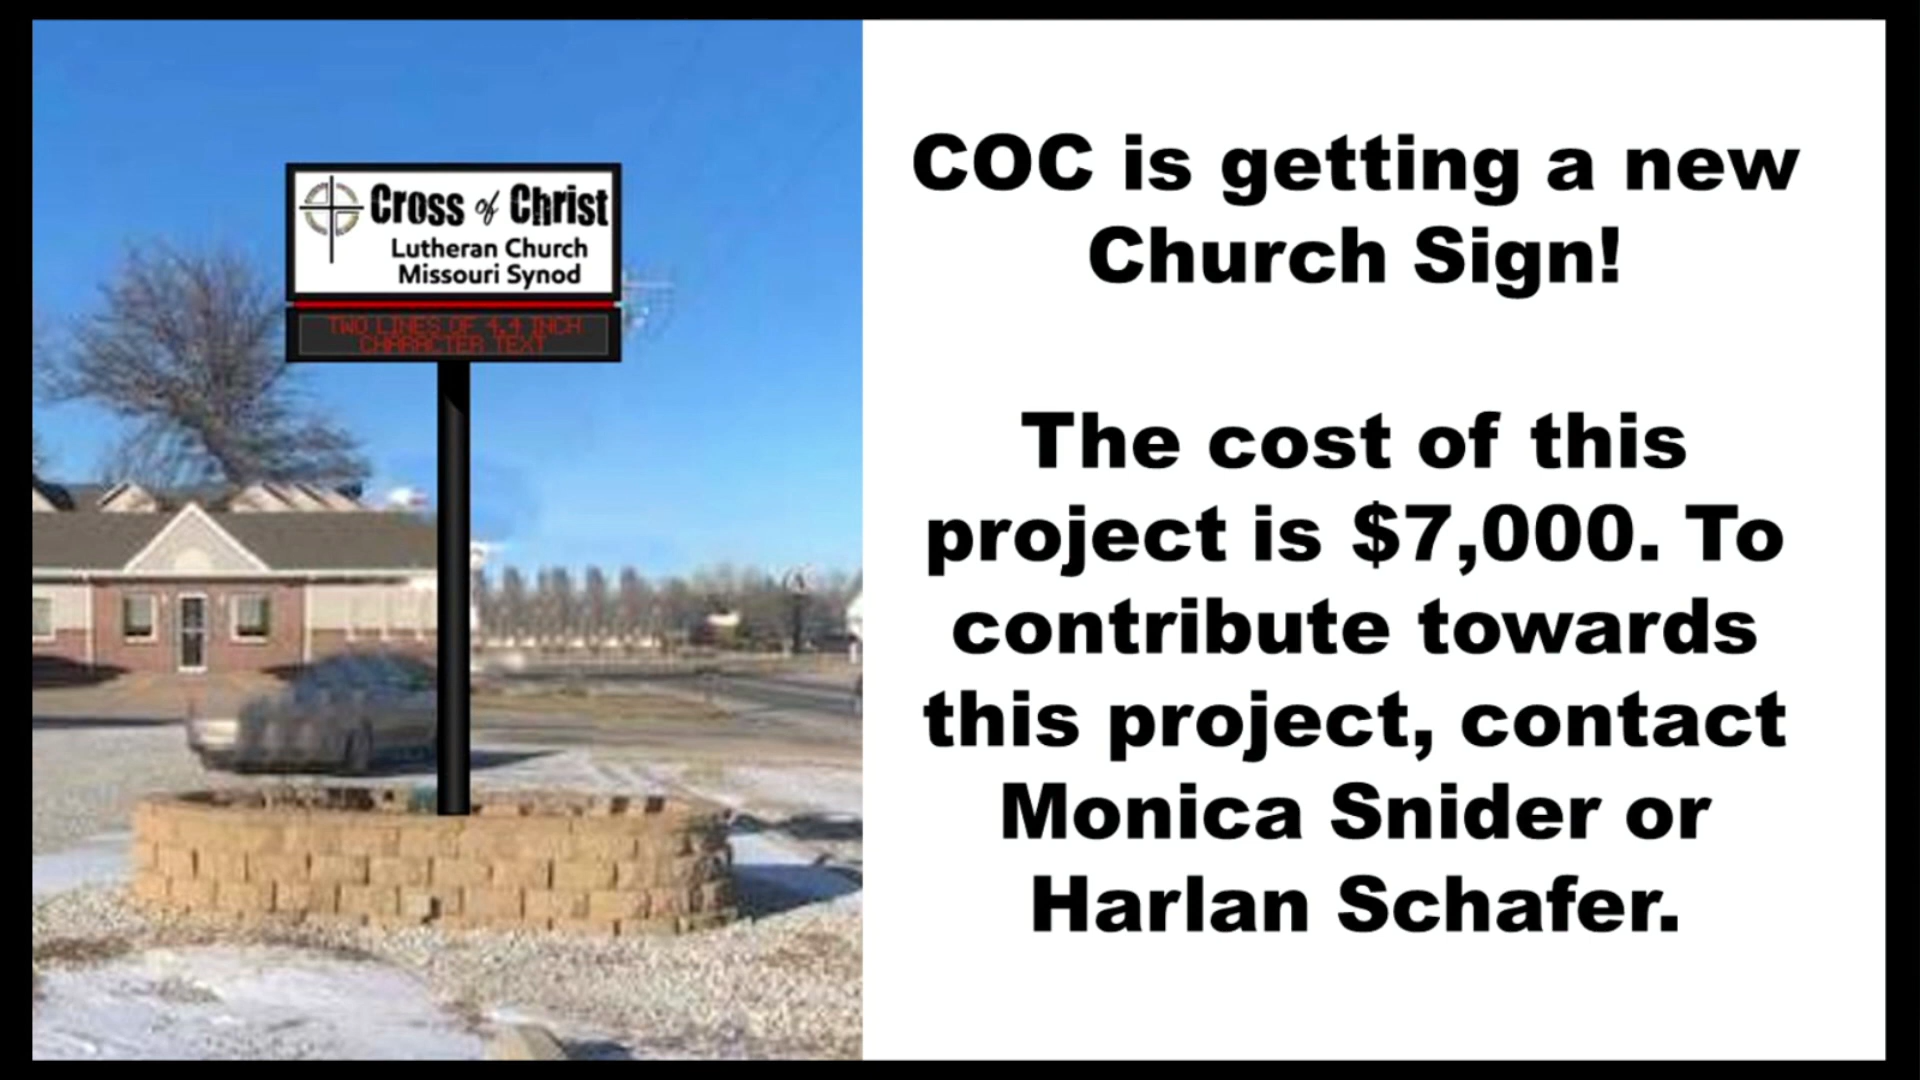 Cross of Christ
Lutheran Church
Missouri Synod
TWO LINES OF 4.4 INCH
CHARACTER TEXT
COC is getting a new
Church Sign!
The cost of this
project is $7,000. To
contribute towards
this project, contact
Monica Snider or
Harlan Schafer.